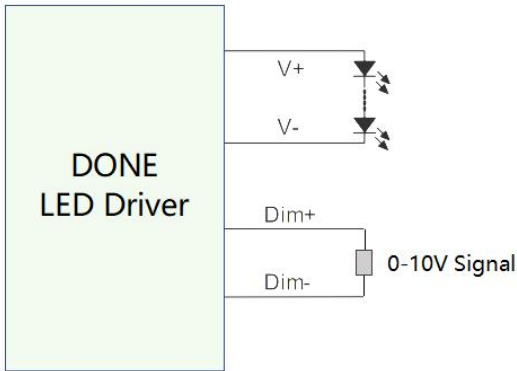 V+
V-
DONE
LED Driver
Dim+
0-10V Signal
Dim-